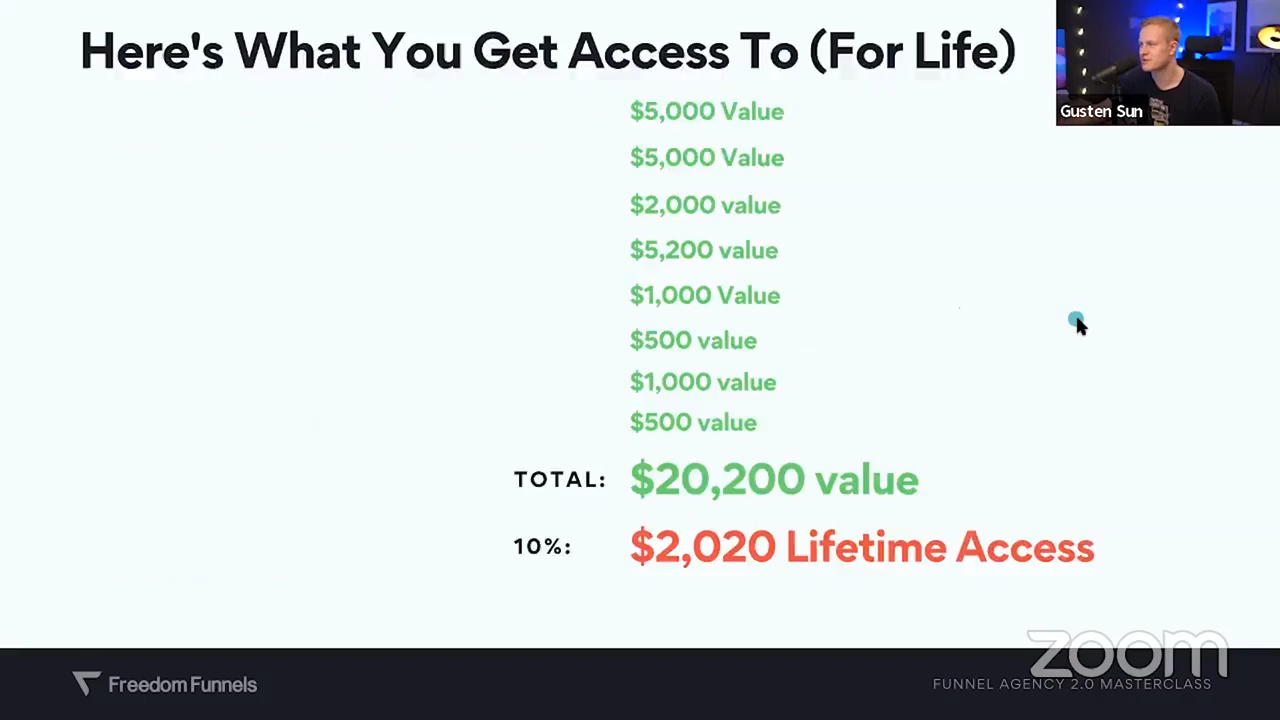 Here's What You Get Access To (For Life)
Gusten Sun
$5,000 Value
$5,000 Value
$2,000 value
$5,200 value
$1,000 Value
$500 value
$1,000 value
$500 value
TOTAL: $20,200 value
10%: $2,020 Lifetime Access
zoom
Freedom Funnels
FUNNEL AGENCY 2.0 MASTERCLASS